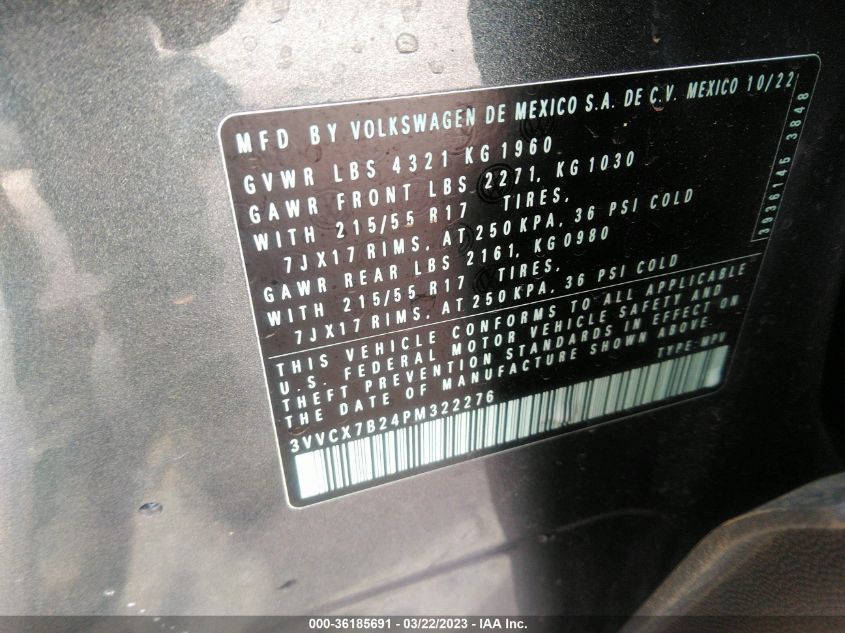 MFD BY VOLKSWAGEN DE MEXICO S.A. DE C.V. MEXICO 10/22
GVWR LBS 4321 KG 1960
GAWR FRONT LBS 2271, KG 1030
WITH 215/55 R17 TIRES,
7JX17 RIMS, AT 250 KPA, 36 PSI COLD
GAWR REAR LBS 2161, KG 0980
WITH 215/55 R17 TIRES,
7JX17 RIMS, AT 250 KPA, 36 PSI COLD
THIS VEHICLE CONFORMS TO ALL APPLICABLE
U.S. FEDERAL MOTOR VEHICLE SAFETY AND
THEFT PREVENTION STANDARDS IN EFFECT ON
THE DATE OF MANUFACTURE SHOWN ABOVE.
TYPE: MPV
3VVCX7B24PM322276
3936146 3848
000-36185691 - 03/22/2023 - IAA Inc.